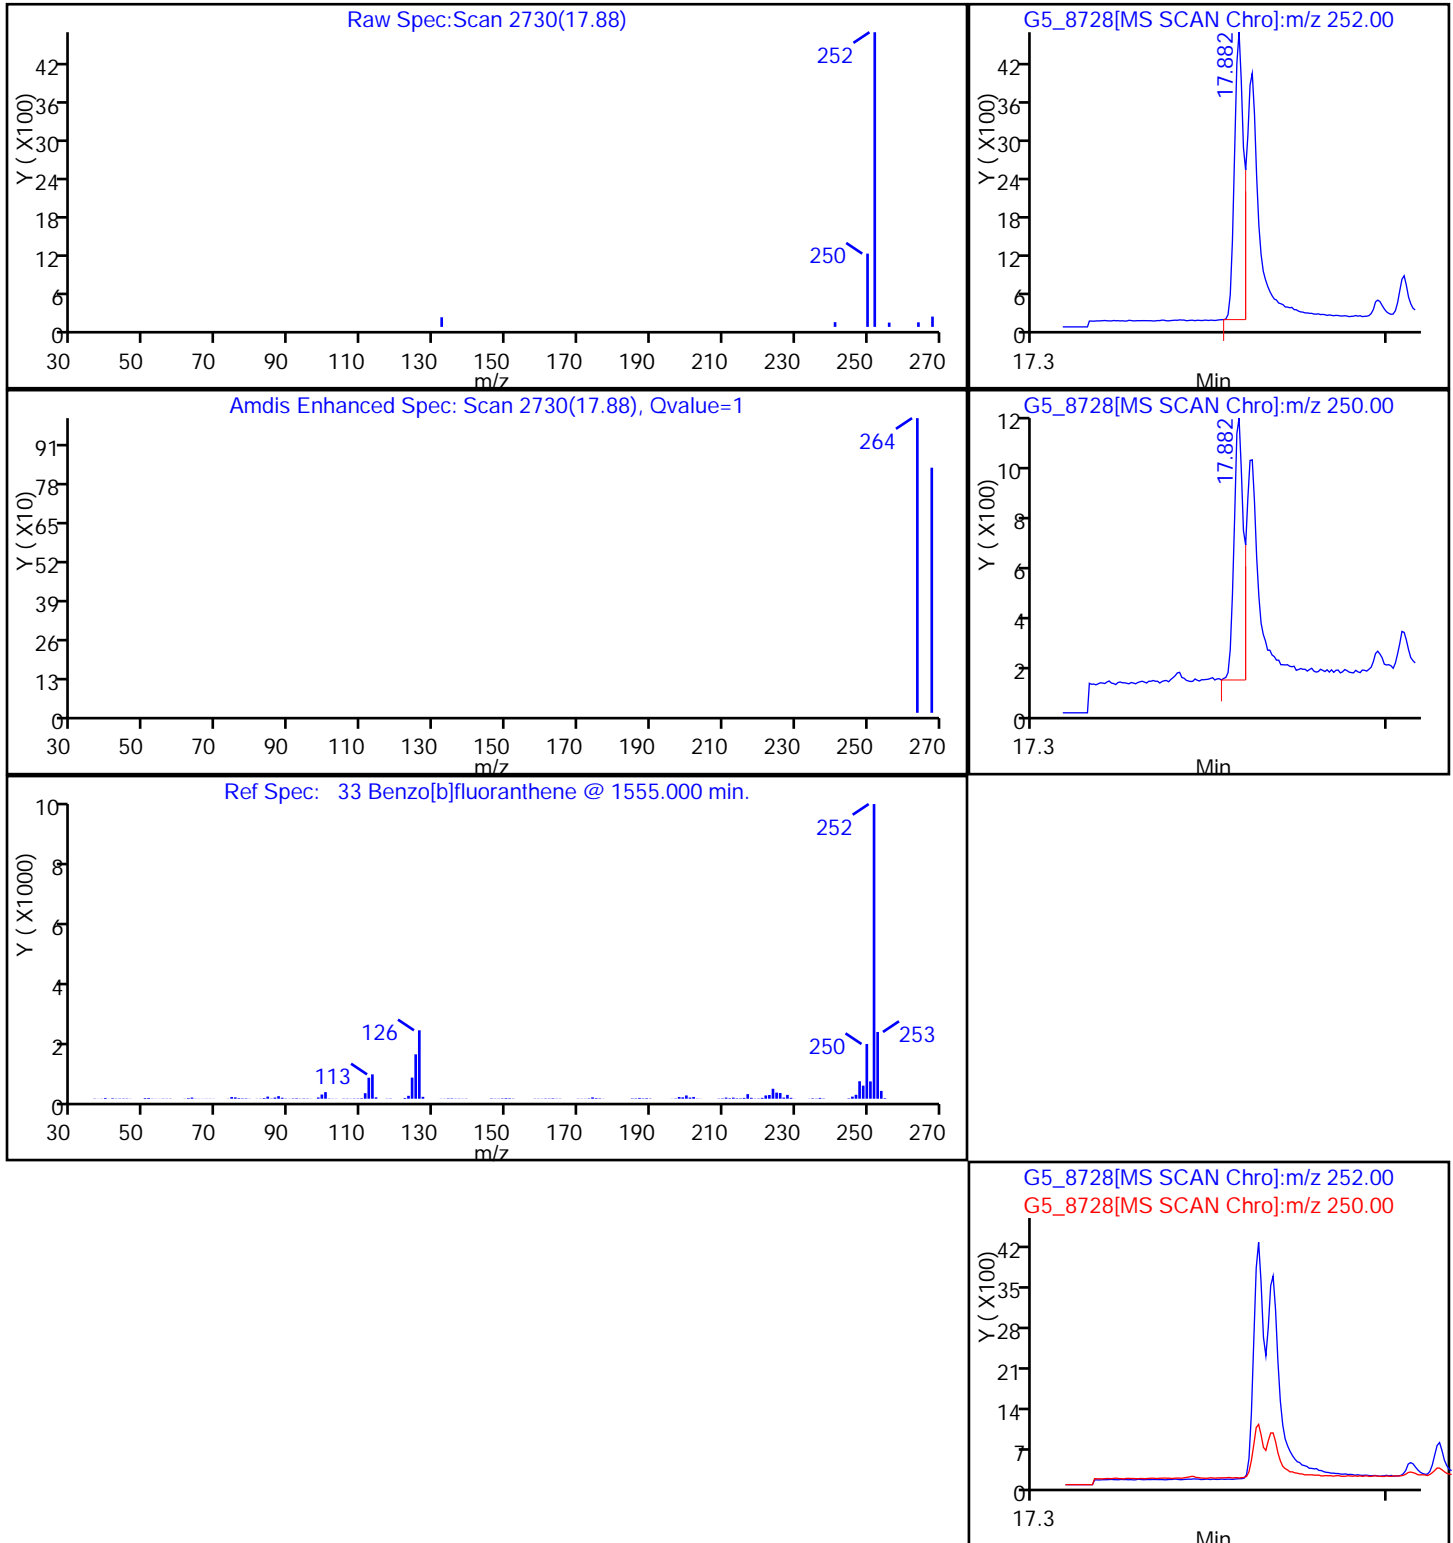 Raw Spec:Scan 2730(17.88)
Y ( X100)
42
36
30
24
18
12
6
0
252
250
30 50 70 90 110 130 150 170 190 210 230 250 270
m/z
G5_8728[MS SCAN Chro]:m/z 252.00
Y ( X100)
42
36
30
24
18
12
6
0
17.882
17.3
Min
Amdis Enhanced Spec: Scan 2730(17.88), Qvalue=1
Y ( X10)
91
78
65
52
39
26
13
0
264
30 50 70 90 110 130 150 170 190 210 230 250 270
m/z
G5_8728[MS SCAN Chro]:m/z 250.00
Y ( X100)
12
10
8
6
4
2
0
17.882
17.3
Min
Ref Spec: 33 Benzo[b]fluoranthene @ 1555.000 min.
Y ( X1000)
10
8
6
4
2
0
252
126
113
250
253
30 50 70 90 110 130 150 170 190 210 230 250 270
m/z
G5_8728[MS SCAN Chro]:m/z 252.00
G5_8728[MS SCAN Chro]:m/z 250.00
Y ( X100)
42
35
28
21
14
7
0
17.3
Min